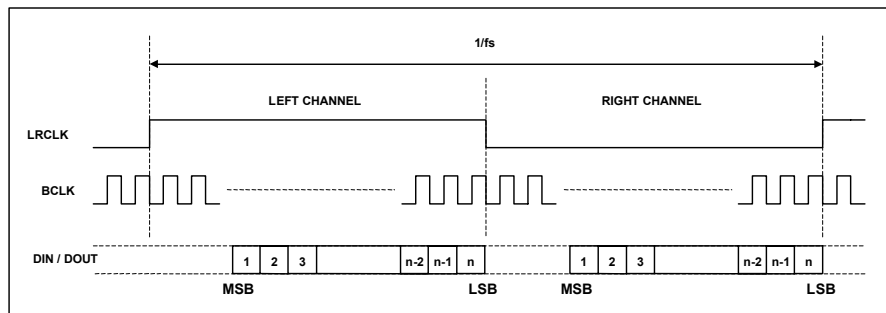 1/fs
LEFT CHANNEL RIGHT CHANNEL
LRCLK
BCLK
DIN / DOUT 1 2 3 n-2 n-1 n 1 2 3 n-2 n-1 n
MSB LSB MSB LSB